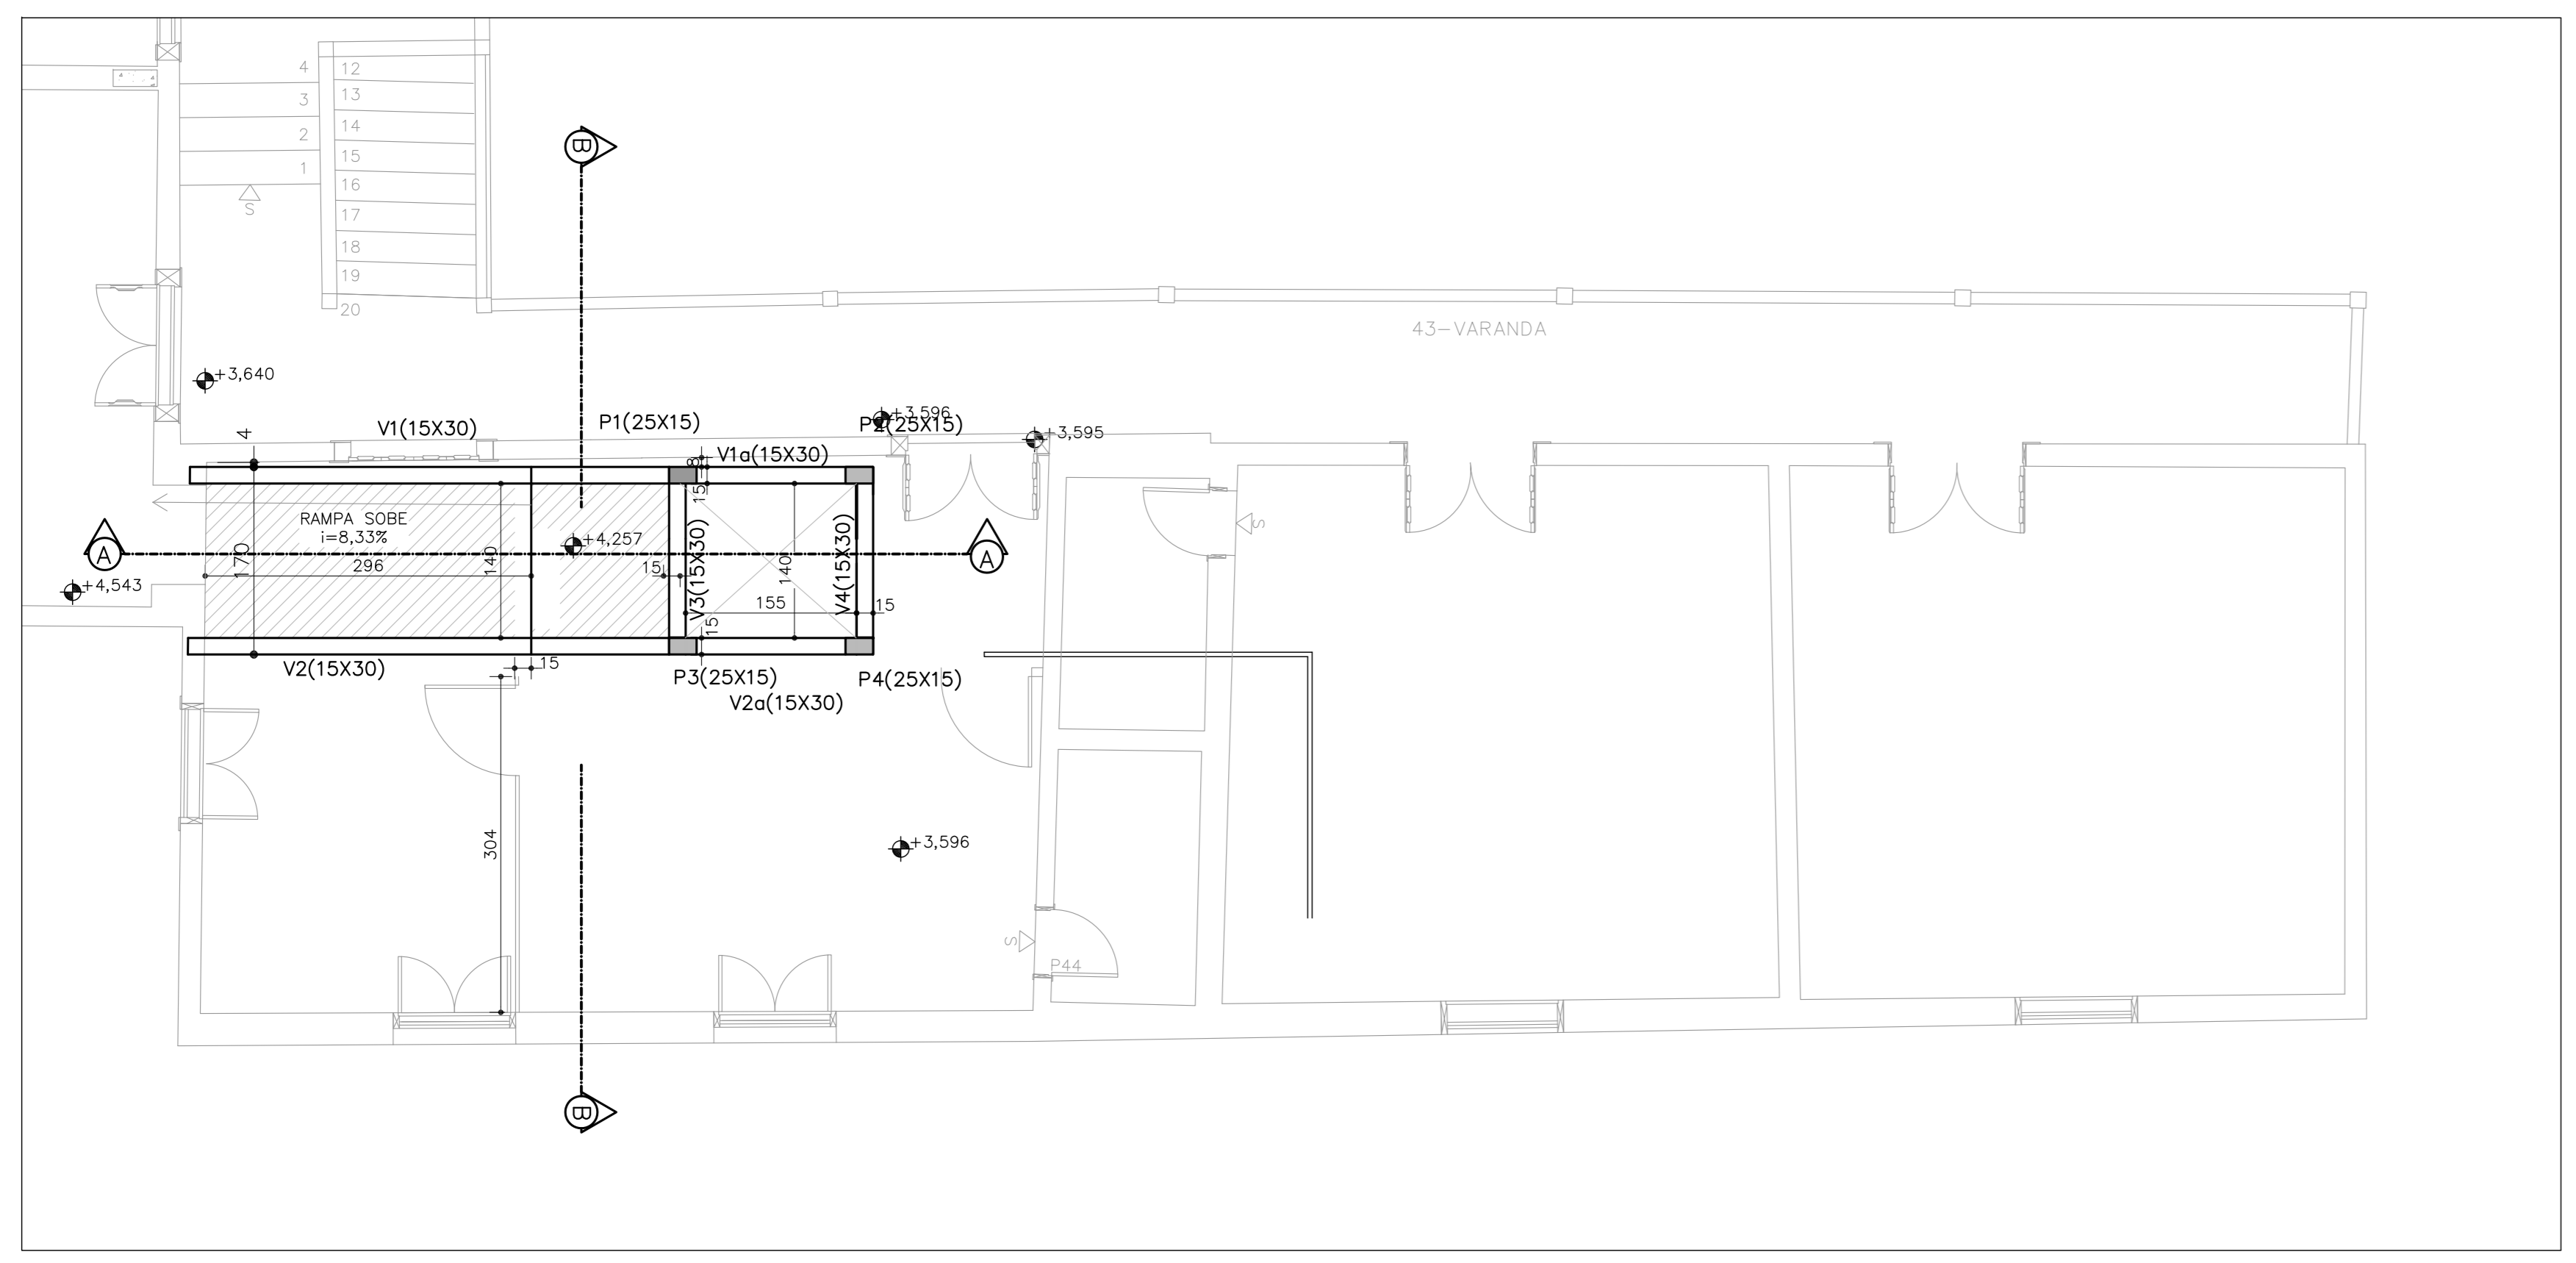 4
3
2
1
S
12
13
14
15
16
17
18
19
20
B
43-VARANDA
+3,640
+3,596
+3,595
V1(15X30)
P1(25X15)
P2(25X15)
4
V1a(15X30)
8
15
RAMPA SOBE
i=8,33%
+4,257
A
A
170
140
296
15
V3(15X30)
140
V4(15X30)
155
15
+4,543
15
S
V2(15X30)
15
P3(25X15)
P4(25X15)
V2a(15X30)
304
+3,596
S
P44
B